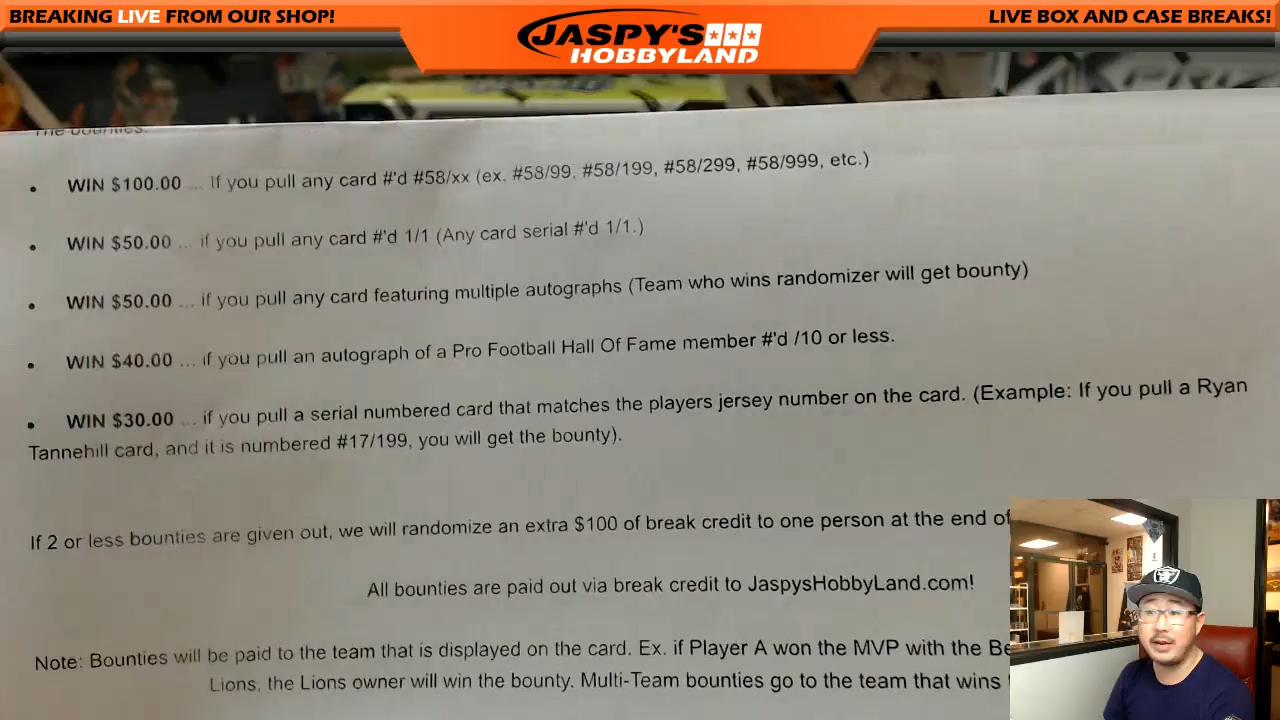 BREAKING LIVE FROM OUR SHOP!
JASPY'S
HOBBYLAND
LIVE BOX AND CASE BREAKS!
The bounties:
• WIN $100.00 ... If you pull any card #'d #58/xx (ex. #58/99, #58/199, #58/299, #58/999, etc.)
• WIN $50.00 ... if you pull any card #'d 1/1 (Any card serial #'d 1/1.)
• WIN $50.00 ... if you pull any card featuring multiple autographs (Team who wins randomizer will get bounty)
• WIN $40.00 ... if you pull an autograph of a Pro Football Hall Of Fame member #'d /10 or less.
• WIN $30.00 ... if you pull a serial numbered card that matches the players jersey number on the card. (Example: If you pull a Ryan
Tannehill card, and it is numbered #17/199, you will get the bounty).
If 2 or less bounties are given out, we will randomize an extra $100 of break credit to one person at the end of
All bounties are paid out via break credit to JaspysHobbyLand.com!
Note: Bounties will be paid to the team that is displayed on the card. Ex. if Player A won the MVP with the Be
Lions, the Lions owner will win the bounty. Multi-Team bounties go to the team that wins